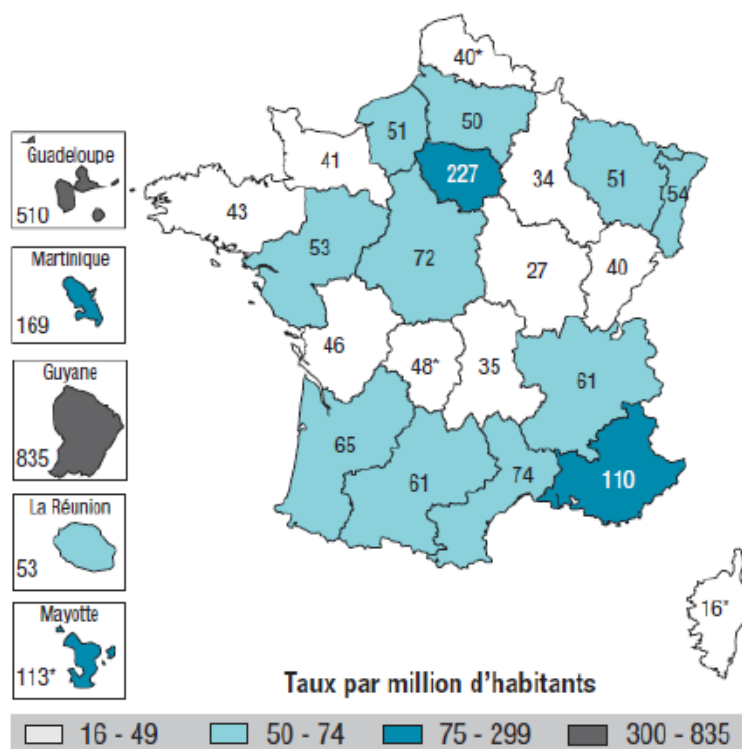 40*
51
50
41
227
34
51
54
43
53
72
27
40
46
48*
35
61
65
61
74
110
16*
Guadeloupe
510
Martinique
169
Guyane
835
La Réunion
53
Mayotte
113*
Taux par million d'habitants
16 - 49
50 - 74
75 - 299
300 - 835